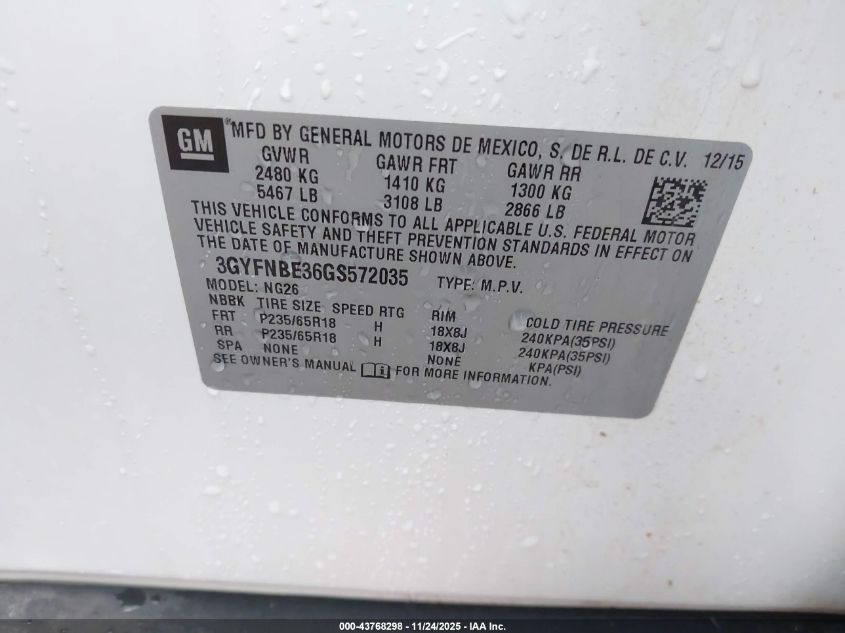 GM
®MFD BY GENERAL MOTORS DE MEXICO, S. DE R.L. DE C.V. 12/15
GVWR GAWR FRT GAWR RR
2480 KG 1410 KG 1300 KG
5467 LB 3108 LB 2866 LB
THIS VEHICLE CONFORMS TO ALL APPLICABLE U.S. FEDERAL MOTOR
VEHICLE SAFETY AND THEFT PREVENTION STANDARDS IN EFFECT ON
THE DATE OF MANUFACTURE SHOWN ABOVE.
3GYFNBE36GS572035 TYPE: M.P.V.
MODEL: NG26
NBBK TIRE SIZE SPEED RTG RIM COLD TIRE PRESSURE
FRT P235/65R18 H 18X8J 240KPA(35PSI)
RR P235/65R18 H 18X8J 240KPA(35PSI)
SPA NONE NONE KPA(PSI)
SEE OWNER'S MANUAL FOR MORE INFORMATION.
000-43768298 - 11/24/2025 - IAA Inc.